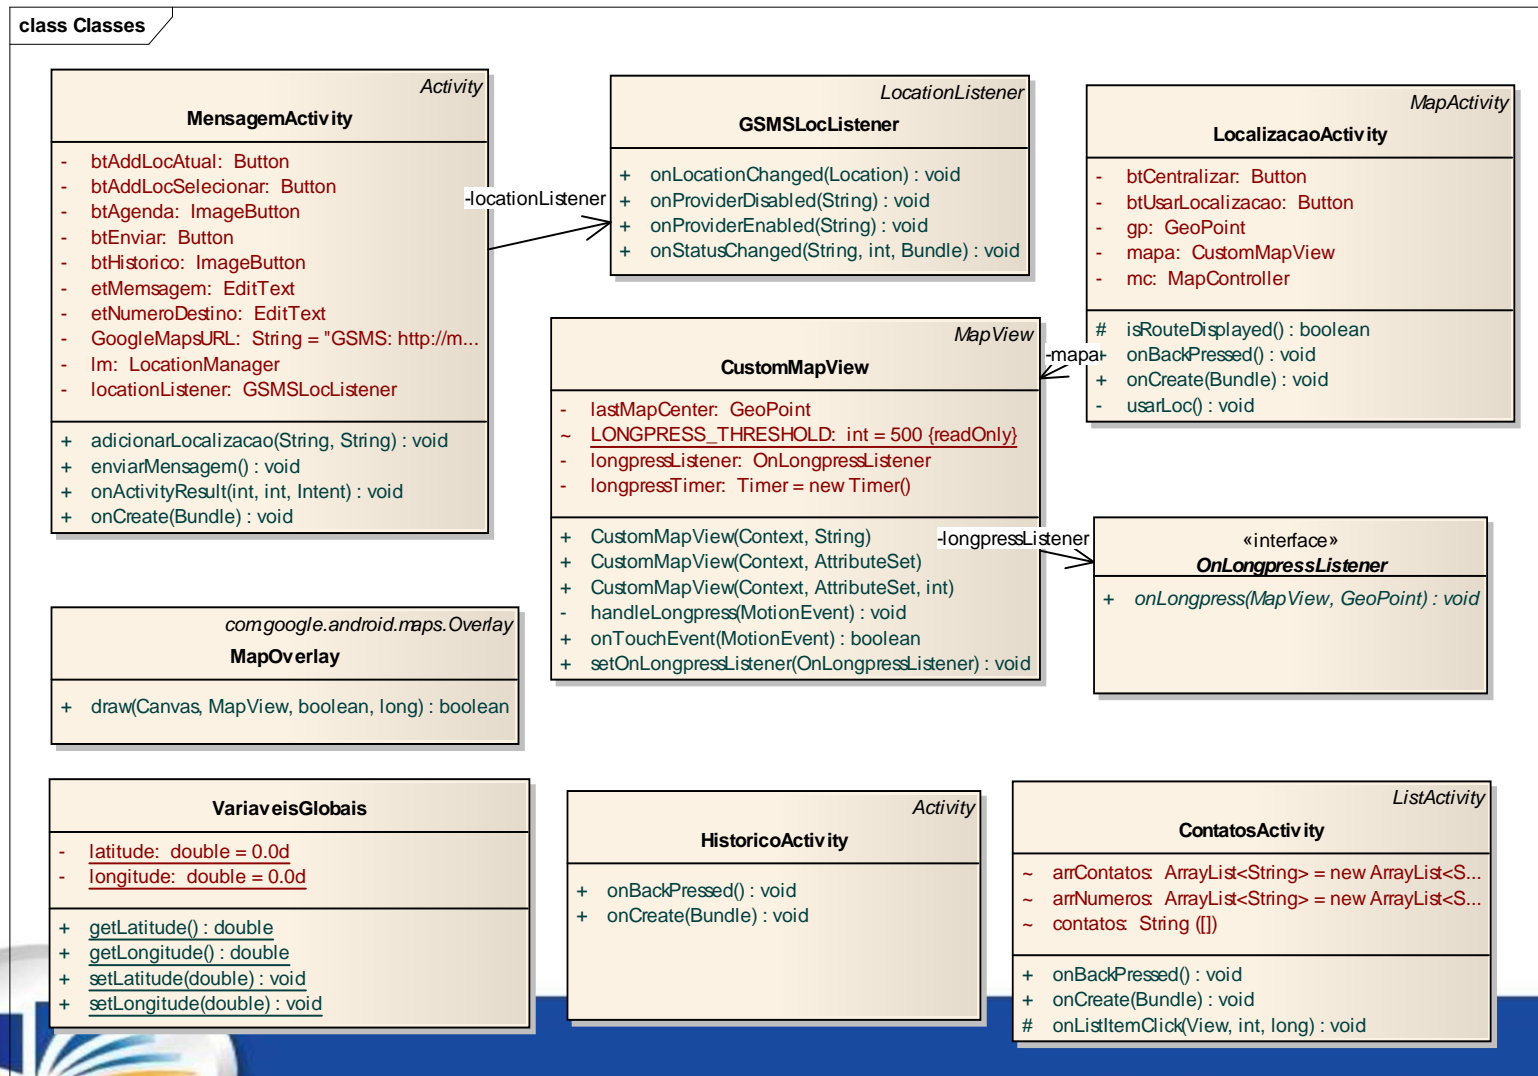 class Classes
Activity
MensagemActivity
- btAddLocAtual: Button
- btAddLocSelecionar: Button
- btAgenda: ImageButton
- btEnviar: Button
- btHistorico: ImageButton
- etMemsagem: EditText
- etNumeroDestino: EditText
- GoogleMapsURL: String = "GSMS: http://m...
- lm: LocationManager
- locationListener: GSMSLocListener
+ adicionarLocalizacao(String, String) : void
+ enviarMensagem() : void
+ onActivityResult(int, int, Intent) : void
+ onCreate(Bundle) : void
-locationListener
LocationListener
GSMSLocListener
+ onLocationChanged(Location) : void
+ onProviderDisabled(String) : void
+ onProviderEnabled(String) : void
+ onStatusChanged(String, int, Bundle) : void
MapActivity
LocalizacaoActivity
- btCentralizar: Button
- btUsarLocalizacao: Button
- gp: GeoPoint
- mapa: CustomMapView
- mc: MapController
# isRouteDisplayed() : boolean
+ onBackPressed() : void
+ onCreate(Bundle) : void
- usarLoc() : void
-mapa
MapView
CustomMapView
- lastMapCenter: GeoPoint
~ LONGPRESS_THRESHOLD: int = 500 {readOnly}
- longpressListener: OnLongpressListener
- longpressTimer: Timer = new Timer()
+ CustomMapView(Context, String)
+ CustomMapView(Context, AttributeSet)
+ CustomMapView(Context, AttributeSet, int)
- handleLongpress(MotionEvent) : void
+ onTouchEvent(MotionEvent) : boolean
+ setOnLongpressListener(OnLongpressListener) : void
-longpressListener
«interface»
OnLongpressListener
+ onLongpress(MapView, GeoPoint) : void
com.google.android.maps.Overlay
MapOverlay
+ draw(Canvas, MapView, boolean, long) : boolean
VariaveisGlobais
- latitude: double = 0.0d
- longitude: double = 0.0d
+ getLatitude() : double
+ getLongitude() : double
+ setLatitude(double) : void
+ setLongitude(double) : void
Activity
HistoricoActivity
+ onBackPressed() : void
+ onCreate(Bundle) : void
ListActivity
ContatosActivity
~ arrContatos: ArrayList<String> = new ArrayList<S...
~ arrNumeros: ArrayList<String> = new ArrayList<S...
~ contatos: String ([])
+ onBackPressed() : void
+ onCreate(Bundle) : void
# onListItemClick(View, int, long) : void